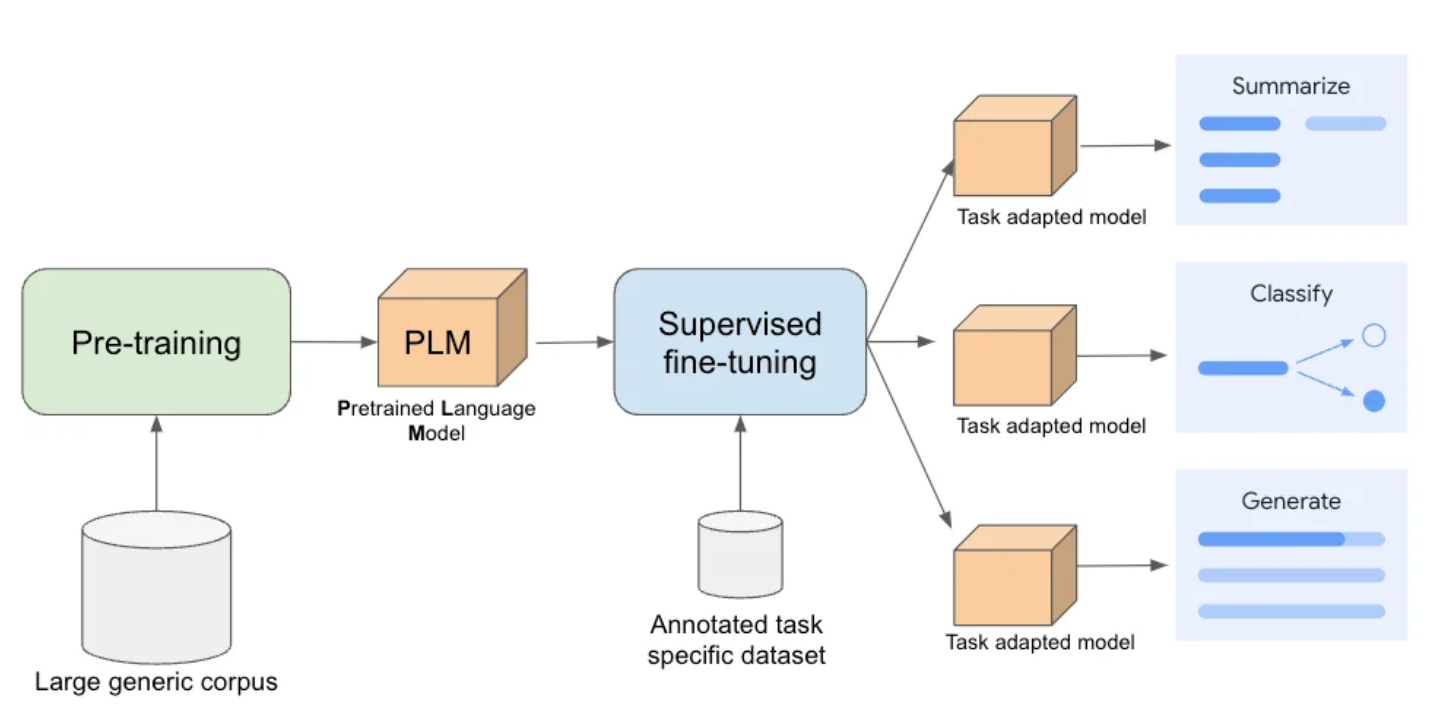 Pre-training
Large generic corpus
PLM
Pretrained Language
Model
Supervised
fine-tuning
Annotated task
specific dataset
Task adapted model
Summarize
Task adapted model
Classify
Task adapted model
Generate